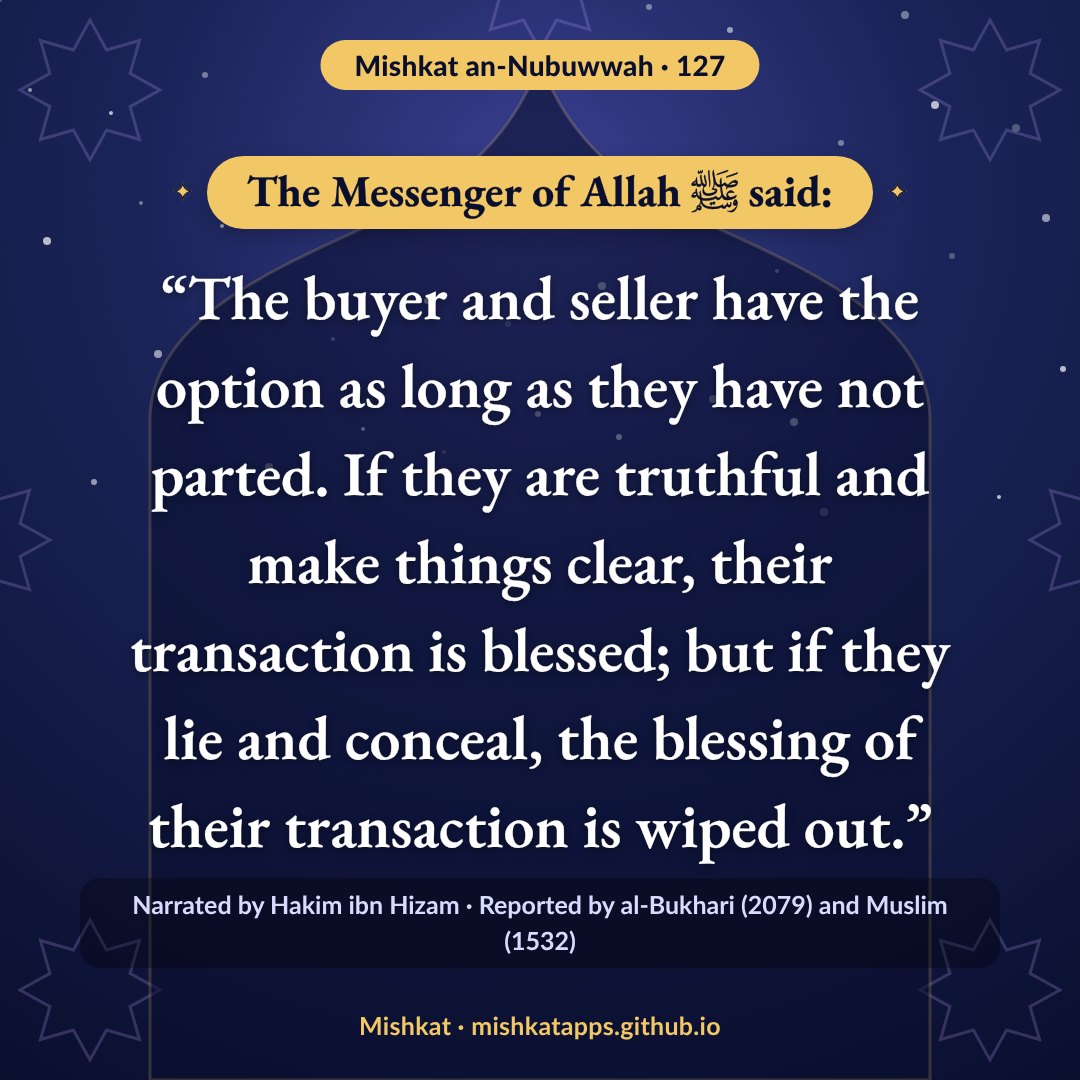 Mishkat an-Nubuwwah · 127
The Messenger of Allah ﷺ said:
“The buyer and seller have the
option as long as they have not
parted. If they are truthful and
make things clear, their
transaction is blessed; but if they
lie and conceal, the blessing of
their transaction is wiped out.”
Narrated by Hakim ibn Hizam · Reported by al-Bukhari (2079) and Muslim
(1532)
Mishkat · mishkatapps.github.io